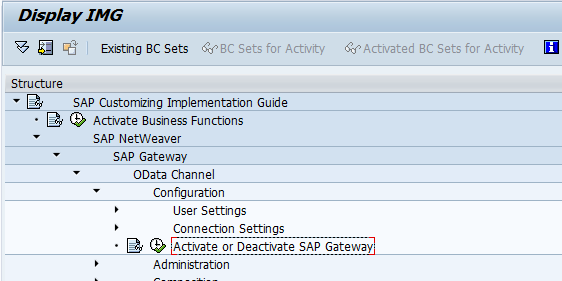 Display IMG
Existing BC Sets BC Sets for Activity Activated BC Sets for Activity
Structure
SAP Customizing Implementation Guide
Activate Business Functions
SAP NetWeaver
SAP Gateway
OData Channel
Configuration
User Settings
Connection Settings
Activate or Deactivate SAP Gateway
Administration